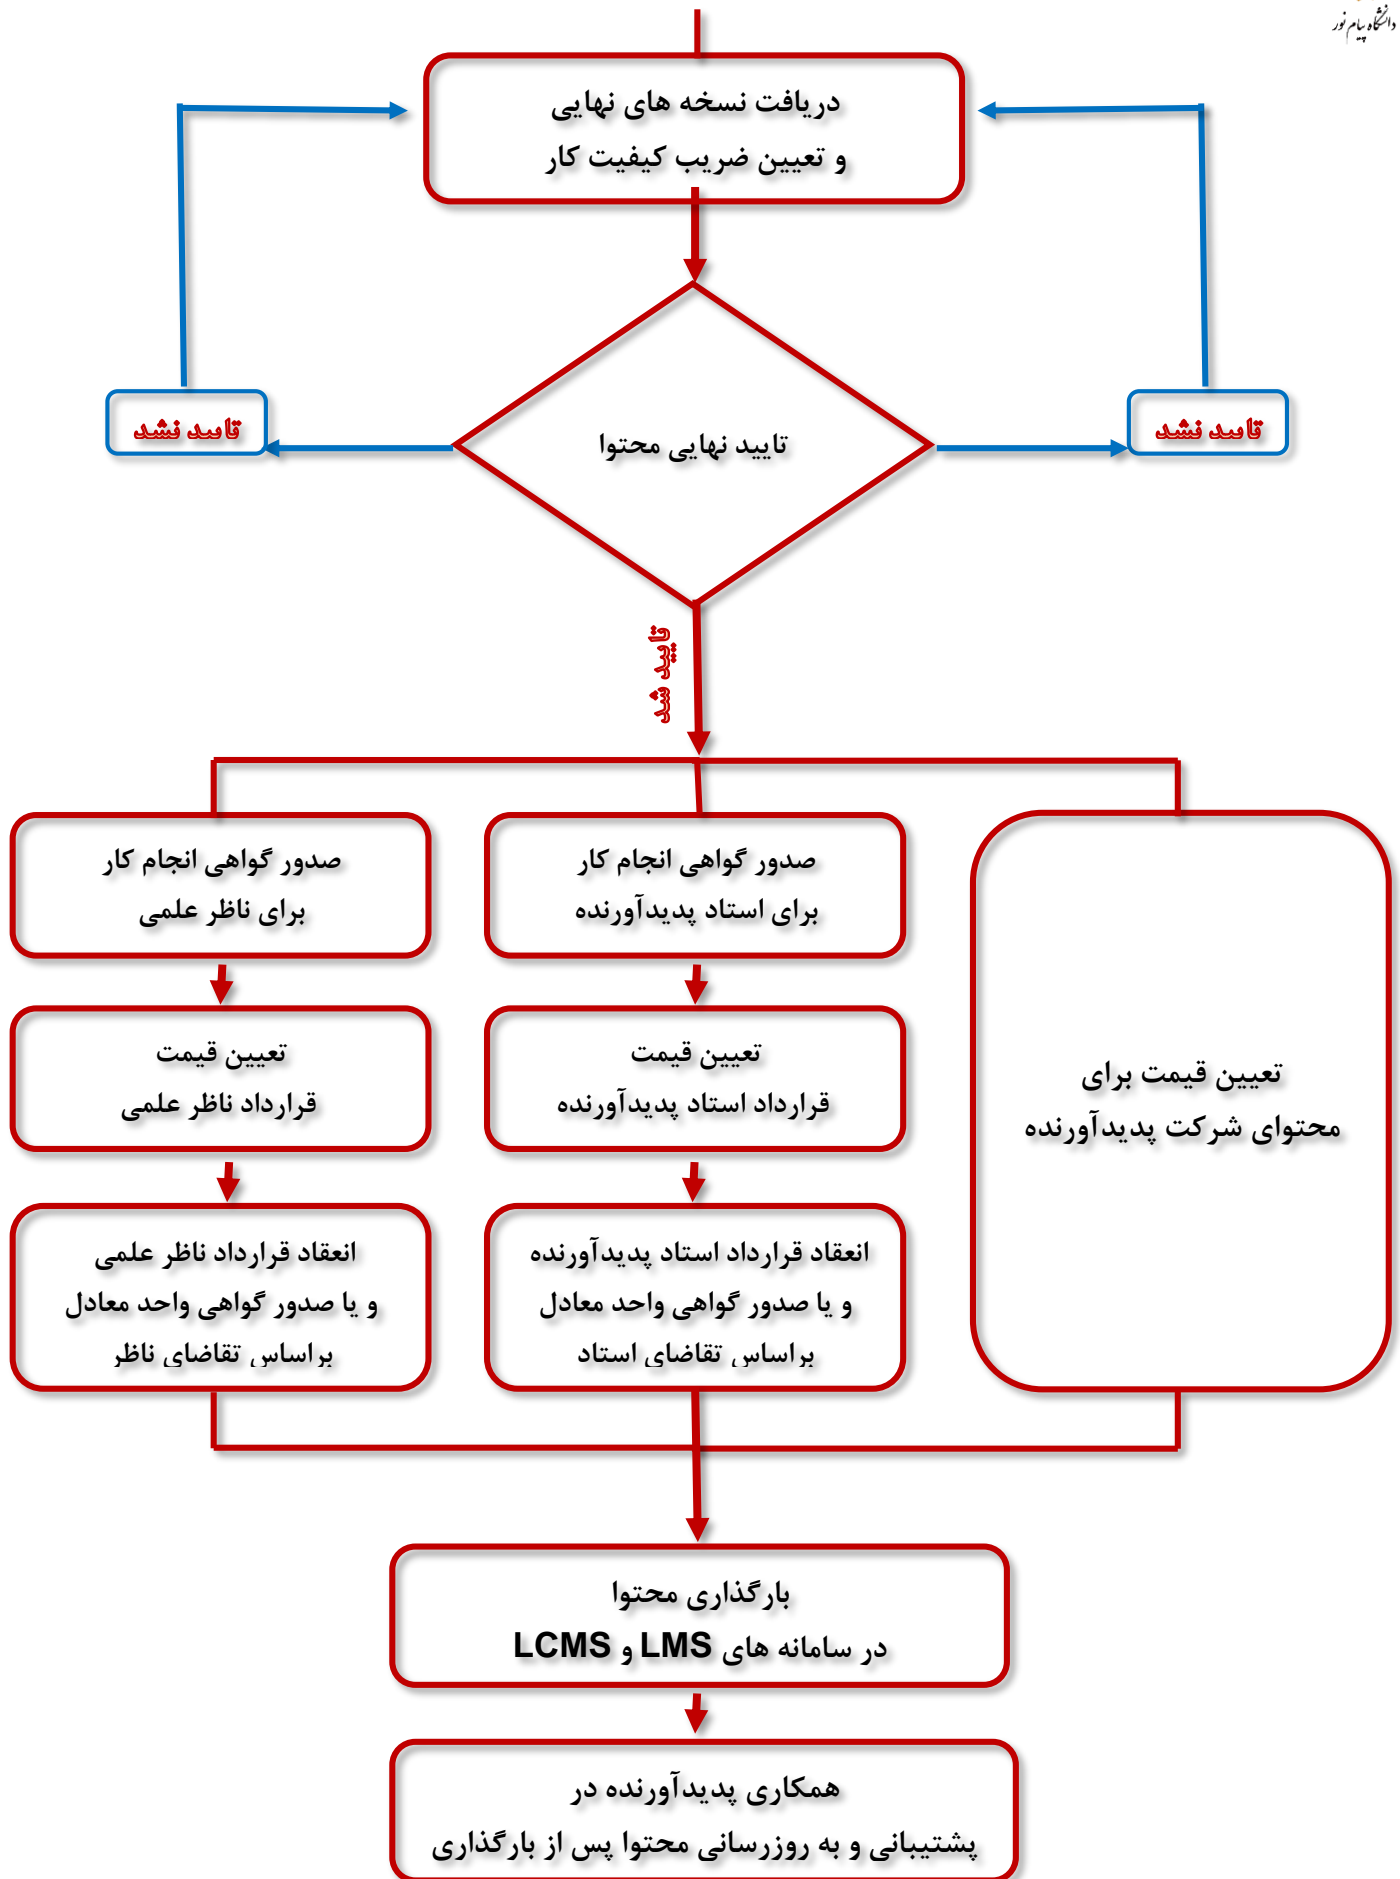 دانشگاه پیام نور
دریافت نسخه های نهایی
و تعیین ضریب کیفیت کار
تایید نهایی محتوا
تایید نشد
تایید نشد
تایید شد
تعیین قیمت برای
محتوای شرکت پدیدآورنده
صدور گواهی انجام کار
برای استاد پدیدآورنده
تعیین قیمت
قرارداد استاد پدیدآورنده
انعقاد قرارداد استاد پدیدآورنده
و یا صدور گواهی واحد معادل
براساس تقاضای استاد
صدور گواهی انجام کار
برای ناظر علمی
تعیین قیمت
قرارداد ناظر علمی
انعقاد قرارداد ناظر علمی
و یا صدور گواهی واحد معادل
براساس تقاضای ناظر
بارگذاری محتوا
در سامانه های LMS و LCMS
همکاری پدیدآورنده در
پشتیبانی و به روزرسانی محتوا پس از بارگذاری